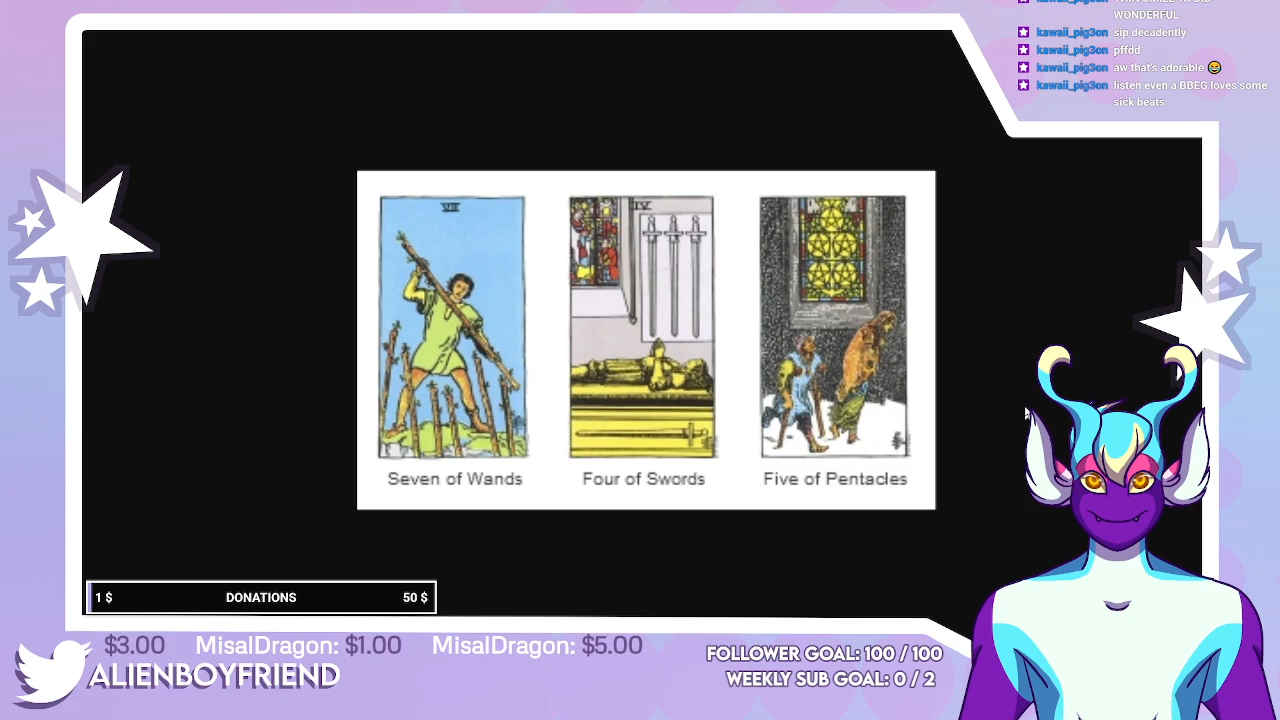 WONDERFUL
kawaii_pig3on sip decadently
kawaii_pig3on pffdd
kawaii_pig3on aw that's adorable 😂
kawaii_pig3on listen even a BBEG loves some
sick beats
VII
IV
Seven of Wands
Four of Swords
Five of Pentacles
1 $ DONATIONS 50 $
$3.00 MisalDragon: $1.00 MisalDragon: $5.00
ALIENBOYFRIEND
FOLLOWER GOAL: 100 / 100
WEEKLY SUB GOAL: 0 / 2